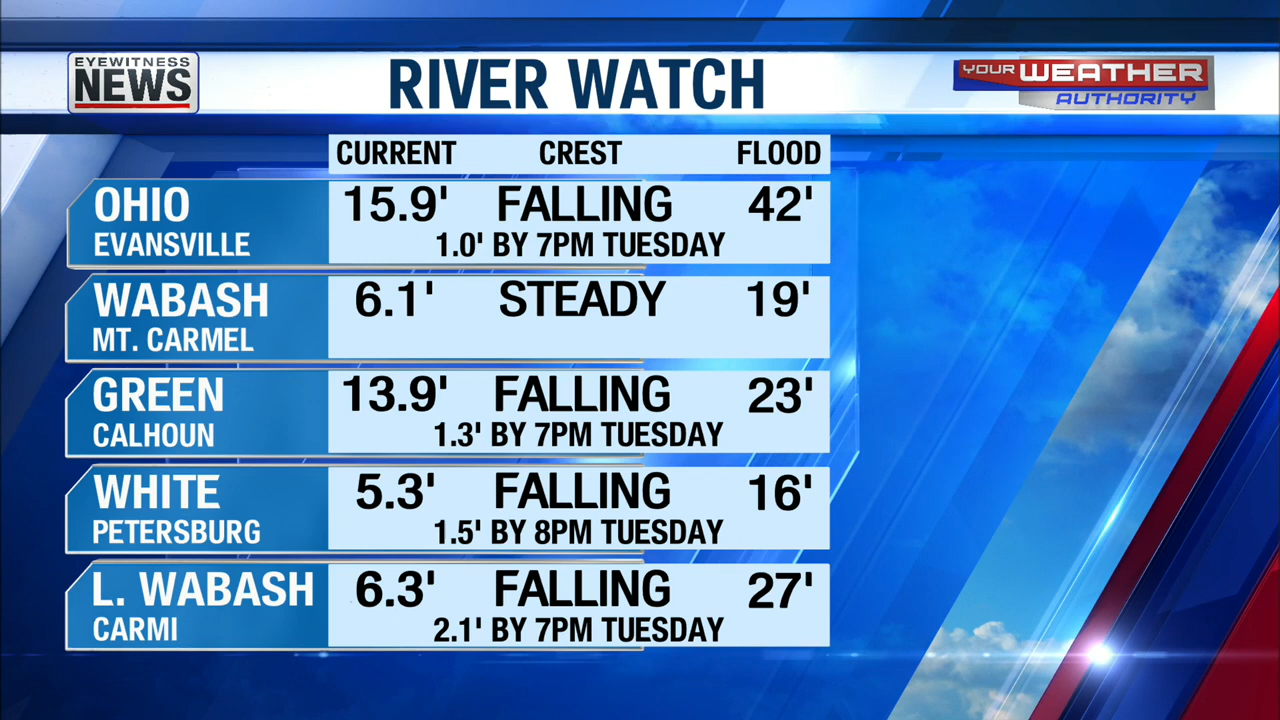 EYEWITNESS
NEWS
RIVER WATCH
YOUR WEATHER
AUTHORITY
CURRENT CREST FLOOD
OHIO 15.9' FALLING 42'
EVANSVILLE 1.0' BY 7PM TUESDAY
WABASH 6.1' STEADY 19'
MT. CARMEL
GREEN 13.9' FALLING 23'
CALHOUN 1.3' BY 7PM TUESDAY
WHITE 5.3' FALLING 16'
PETERSBURG 1.5' BY 8PM TUESDAY
L. WABASH 6.3' FALLING 27'
CARMI 2.1' BY 7PM TUESDAY